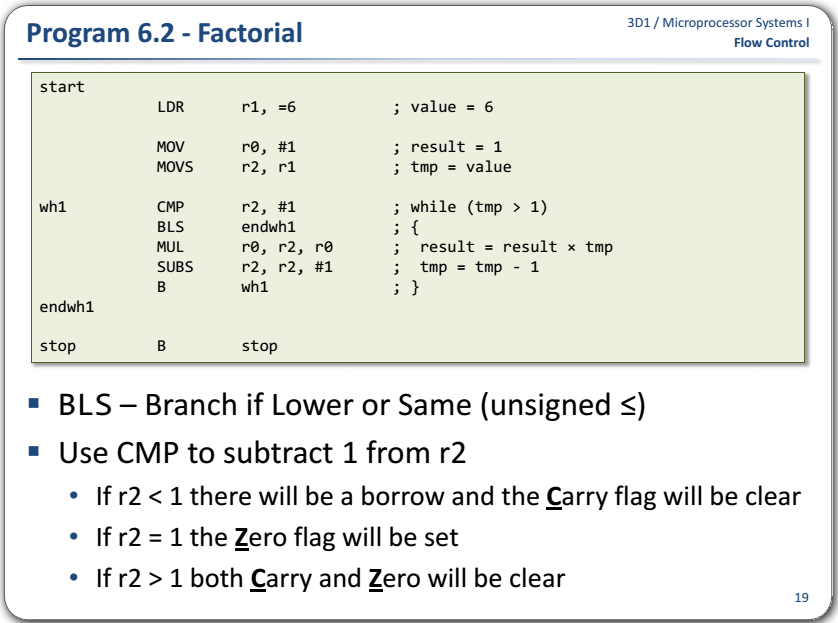 Program 6.2 - Factorial
3D1 / Microprocessor Systems I
Flow Control
start
LDR r1, =6 ; value = 6
MOV r0, #1 ; result = 1
MOVS r2, r1 ; tmp = value
wh1 CMP r2, #1 ; while (tmp > 1)
BLS endwh1 ; {
MUL r0, r2, r0 ; result = result × tmp
SUBS r2, r2, #1 ; tmp = tmp - 1
B wh1 ; }
endwh1
stop B stop
▪ BLS – Branch if Lower or Same (unsigned ≤)
▪ Use CMP to subtract 1 from r2
• If r2 < 1 there will be a borrow and the Carry flag will be clear
• If r2 = 1 the Zero flag will be set
• If r2 > 1 both Carry and Zero will be clear
19